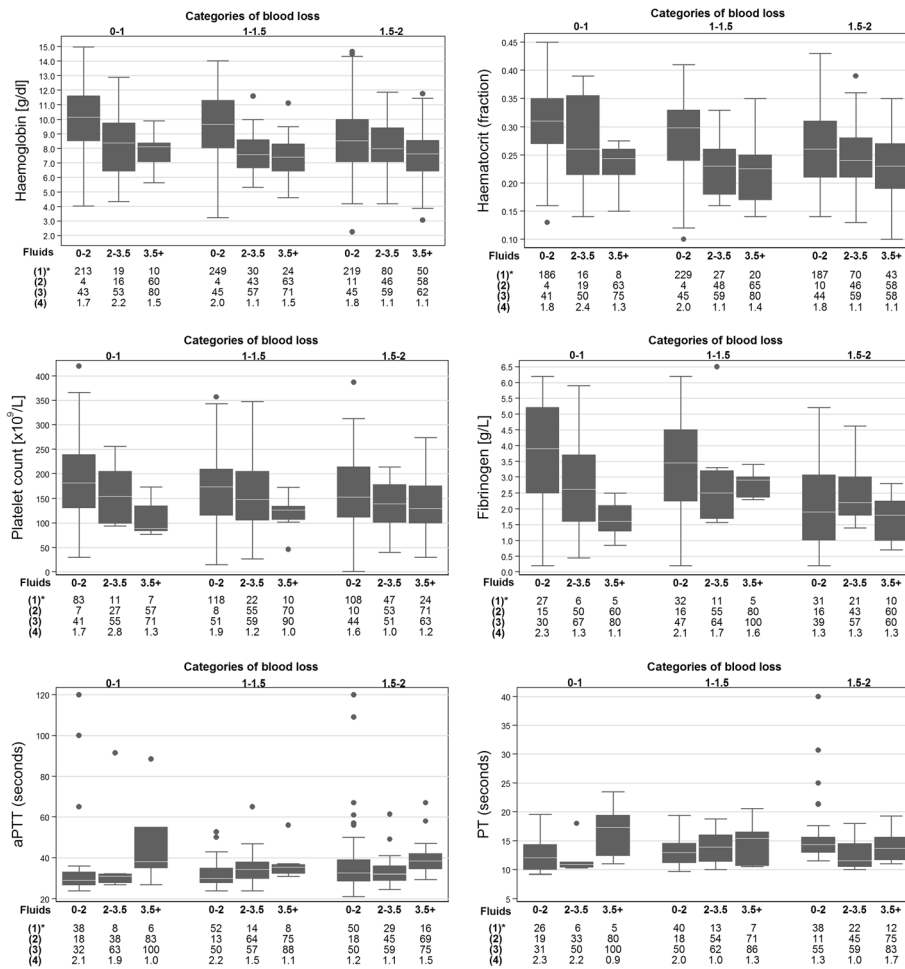 Categories of blood loss
0-1 1-1.5 1.5-2
Haemoglobin [g/dl]
15.0
14.0
13.0
12.0
11.0
10.0
9.0
8.0
7.0
6.0
5.0
4.0
3.0
2.0
Fluids 0-2 2-3.5 3.5+ 0-2 2-3.5 3.5+ 0-2 2-3.5 3.5+
(1)* 213 19 10 249 30 24 219 80 50
(2) 4 16 60 4 43 63 11 46 58
(3) 43 53 80 45 57 71 45 59 62
(4) 1.7 2.2 1.5 2.0 1.1 1.5 1.8 1.1 1.1
Categories of blood loss
0-1 1-1.5 1.5-2
Haematocrit (fraction)
0.45
0.40
0.35
0.30
0.25
0.20
0.15
0.10
Fluids 0-2 2-3.5 3.5+ 0-2 2-3.5 3.5+ 0-2 2-3.5 3.5+
(1)* 186 16 8 229 27 20 187 70 43
(2) 4 19 63 4 48 65 10 46 58
(3) 41 50 75 45 59 80 44 59 58
(4) 1.8 2.4 1.3 2.0 1.1 1.4 1.8 1.1 1.1
Categories of blood loss
0-1 1-1.5 1.5-2
Platelet count [x10⁹/L]
400
350
300
250
200
150
100
50
0
Fluids 0-2 2-3.5 3.5+ 0-2 2-3.5 3.5+ 0-2 2-3.5 3.5+
(1)* 83 11 7 118 22 10 108 47 24
(2) 7 27 57 8 55 70 10 53 71
(3) 41 55 71 51 59 90 44 51 63
(4) 1.7 2.8 1.3 1.9 1.2 1.0 1.6 1.0 1.2
Categories of blood loss
0-1 1-1.5 1.5-2
Fibrinogen [g/L]
6.5
6.0
5.5
5.0
4.5
4.0
3.5
3.0
2.5
2.0
1.5
1.0
0.5
0.0
Fluids 0-2 2-3.5 3.5+ 0-2 2-3.5 3.5+ 0-2 2-3.5 3.5+
(1)* 27 6 5 32 11 5 31 21 10
(2) 15 50 60 16 55 80 16 43 60
(3) 30 67 80 47 64 100 39 57 60
(4) 2.3 1.3 1.1 2.1 1.7 1.6 1.3 1.3 1.3
Categories of blood loss
0-1 1-1.5 1.5-2
aPTT (seconds)
120
100
80
60
40
20
Fluids 0-2 2-3.5 3.5+ 0-2 2-3.5 3.5+ 0-2 2-3.5 3.5+
(1)* 38 8 6 52 14 8 50 29 16
(2) 18 38 83 13 64 75 18 45 69
(3) 32 63 100 50 57 88 50 59 75
(4) 2.1 1.9 1.0 2.2 1.5 1.1 1.2 1.1 1.5
Categories of blood loss
0-1 1-1.5 1.5-2
PT (seconds)
40
35
30
25
20
15
10
5
Fluids 0-2 2-3.5 3.5+ 0-2 2-3.5 3.5+ 0-2 2-3.5 3.5+
(1)* 26 6 5 40 13 7 38 22 12
(2) 19 33 80 18 54 71 11 45 75
(3) 31 50 100 50 62 86 55 59 83
(4) 2.3 2.2 0.9 2.0 1.0 1.3 1.3 1.0 1.7